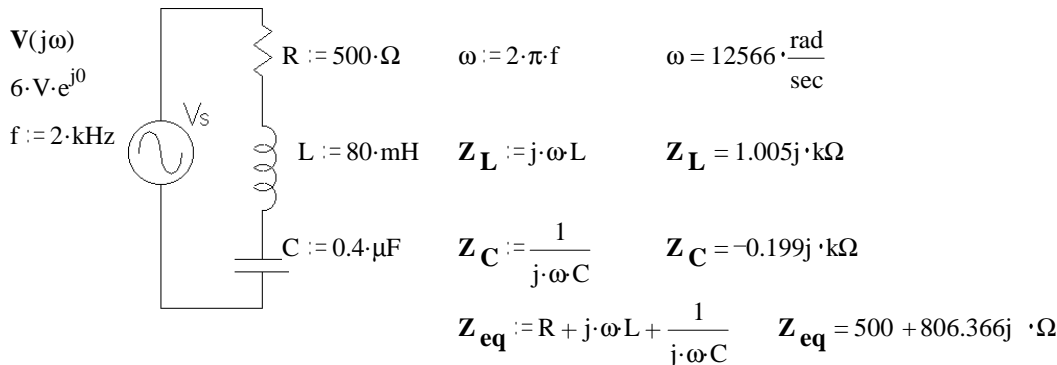 V(jω)
6·V·e^j0
f := 2·kHz
Vs
R := 500·Ω
ω := 2·π·f
ω = 12566·rad/sec
L := 80·mH
Z_L := j·ω·L
Z_L = 1.005j·kΩ
C := 0.4·μF
Z_C := 1/(j·ω·C)
Z_C = −0.199j·kΩ
Z_eq := R + j·ω·L + 1/(j·ω·C)
Z_eq = 500 + 806.366j ·Ω